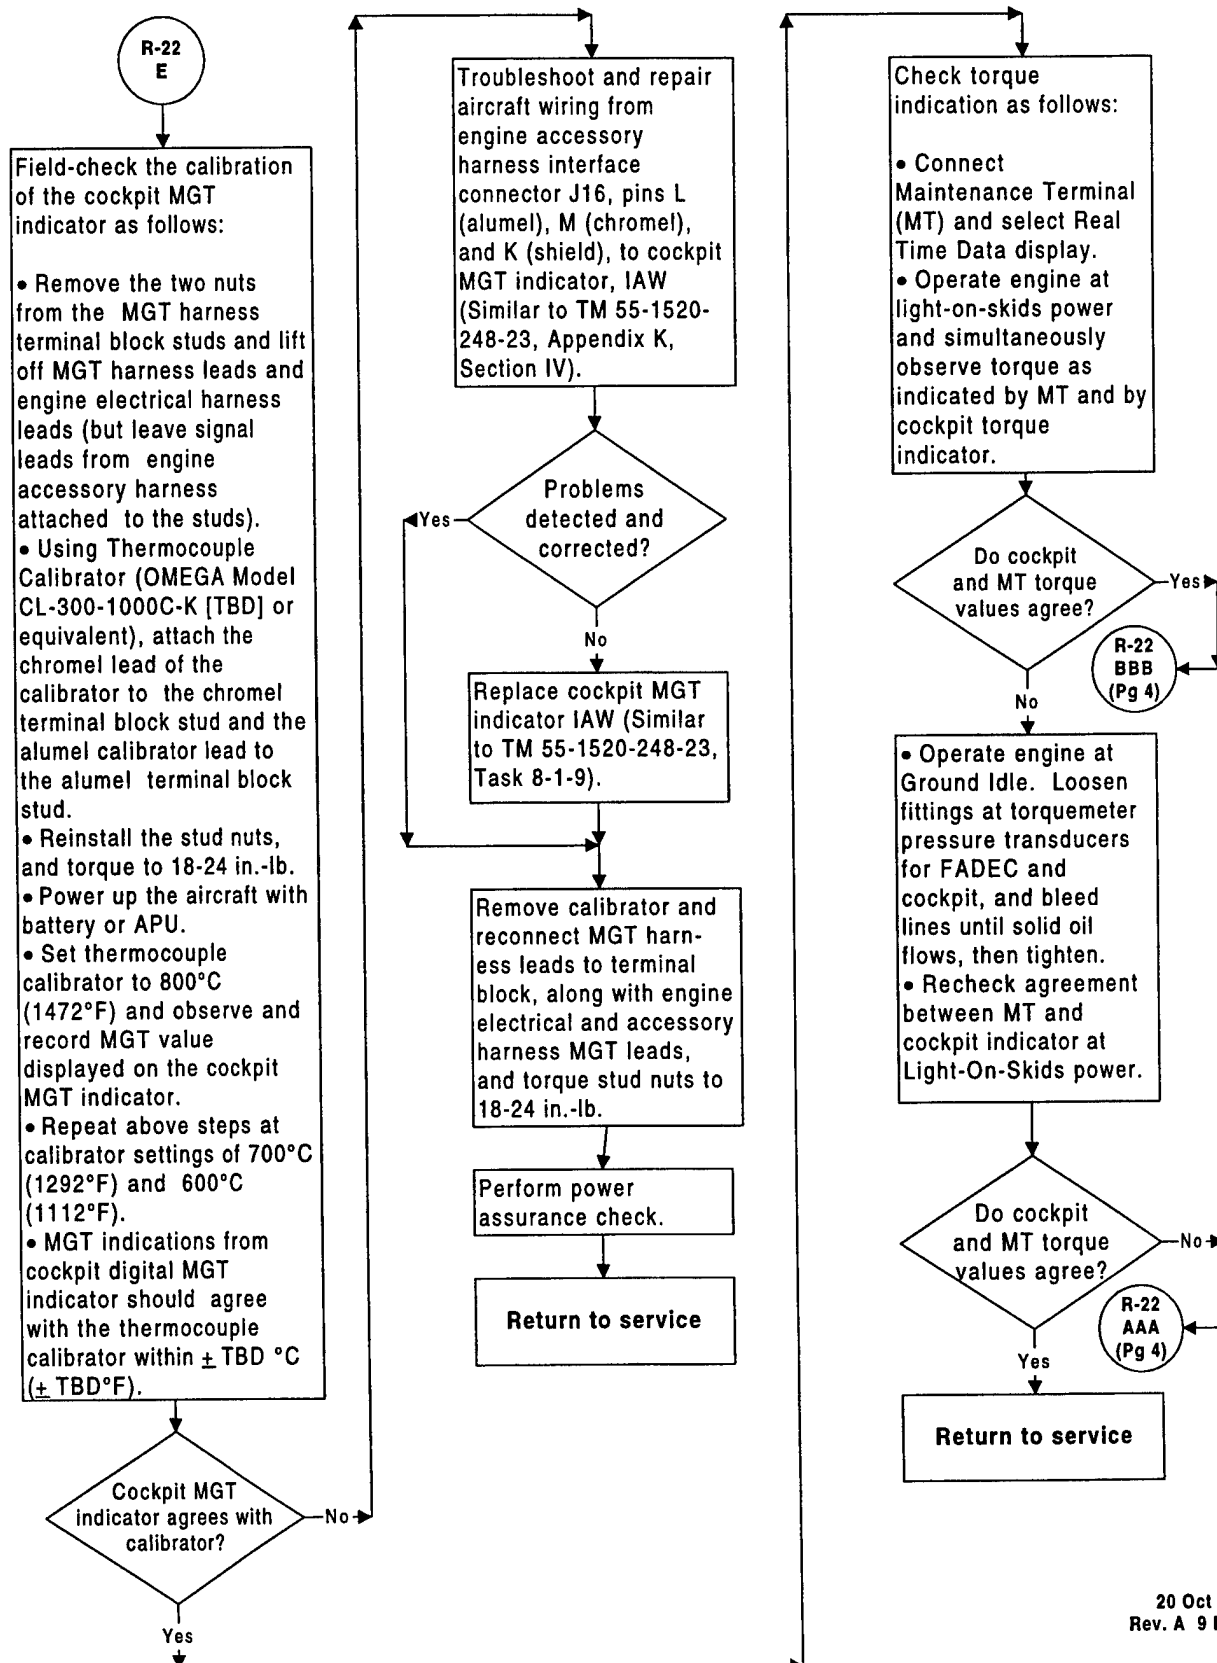 R-22
E
Field-check the calibration
of the cockpit MGT
indicator as follows:
• Remove the two nuts
from the MGT harness
terminal block studs and lift
off MGT harness leads and
engine electrical harness
leads (but leave signal
leads from engine
accessory harness
attached to the studs).
• Using Thermocouple
Calibrator (OMEGA Model
CL-300-1000C-K [TBD] or
equivalent), attach the
chromel lead of the
calibrator to the chromel
terminal block stud and the
alumel calibrator lead to
the alumel terminal block
stud.
• Reinstall the stud nuts,
and torque to 18-24 in.-lb.
• Power up the aircraft with
battery or APU.
• Set thermocouple
calibrator to 800°C
(1472°F) and observe and
record MGT value
displayed on the cockpit
MGT indicator.
• Repeat above steps at
calibrator settings of 700°C
(1292°F) and 600°C
(1112°F).
• MGT indications from
cockpit digital MGT
indicator should agree
with the thermocouple
calibrator within ± TBD °C
(± TBD°F).
Cockpit MGT
indicator agrees with
calibrator?
No
Yes
Troubleshoot and repair
aircraft wiring from
engine accessory
harness interface
connector J16, pins L
(alumel), M (chromel),
and K (shield), to cockpit
MGT indicator, IAW
(Similar to TM 55-1520-
248-23, Appendix K,
Section IV).
Problems
detected and
corrected?
Yes
No
Replace cockpit MGT
indicator IAW (Similar
to TM 55-1520-248-23,
Task 8-1-9).
Remove calibrator and
reconnect MGT har-
ness leads to terminal
block, along with engine
electrical and accessory
harness MGT leads,
and torque stud nuts to
18-24 in.-lb.
Perform power
assurance check.
Return to service
Check torque
indication as follows:
• Connect
Maintenance Terminal
(MT) and select Real
Time Data display.
• Operate engine at
light-on-skids power
and simultaneously
observe torque as
indicated by MT and by
cockpit torque
indicator.
Do cockpit
and MT torque
values agree?
Yes
R-22
BBB
(Pg 4)
No
• Operate engine at
Ground Idle. Loosen
fittings at torquemeter
pressure transducers
for FADEC and
cockpit, and bleed
lines until solid oil
flows, then tighten.
• Recheck agreement
between MT and
cockpit indicator at
Light-On-Skids power.
Do cockpit
and MT torque
values agree?
No
R-22
AAA
(Pg 4)
Yes
Return to service
20 Oct
Rev. A 9